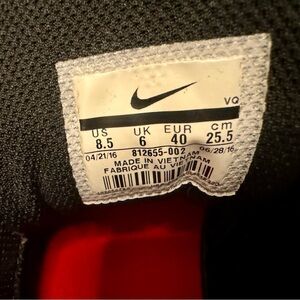 VQ
US UK EUR cm
8.5 6 40 25.5
04/21/16 812655-002 06/28/16
MADE IN VIETNAM
FABRIQUE AU VIETNAM